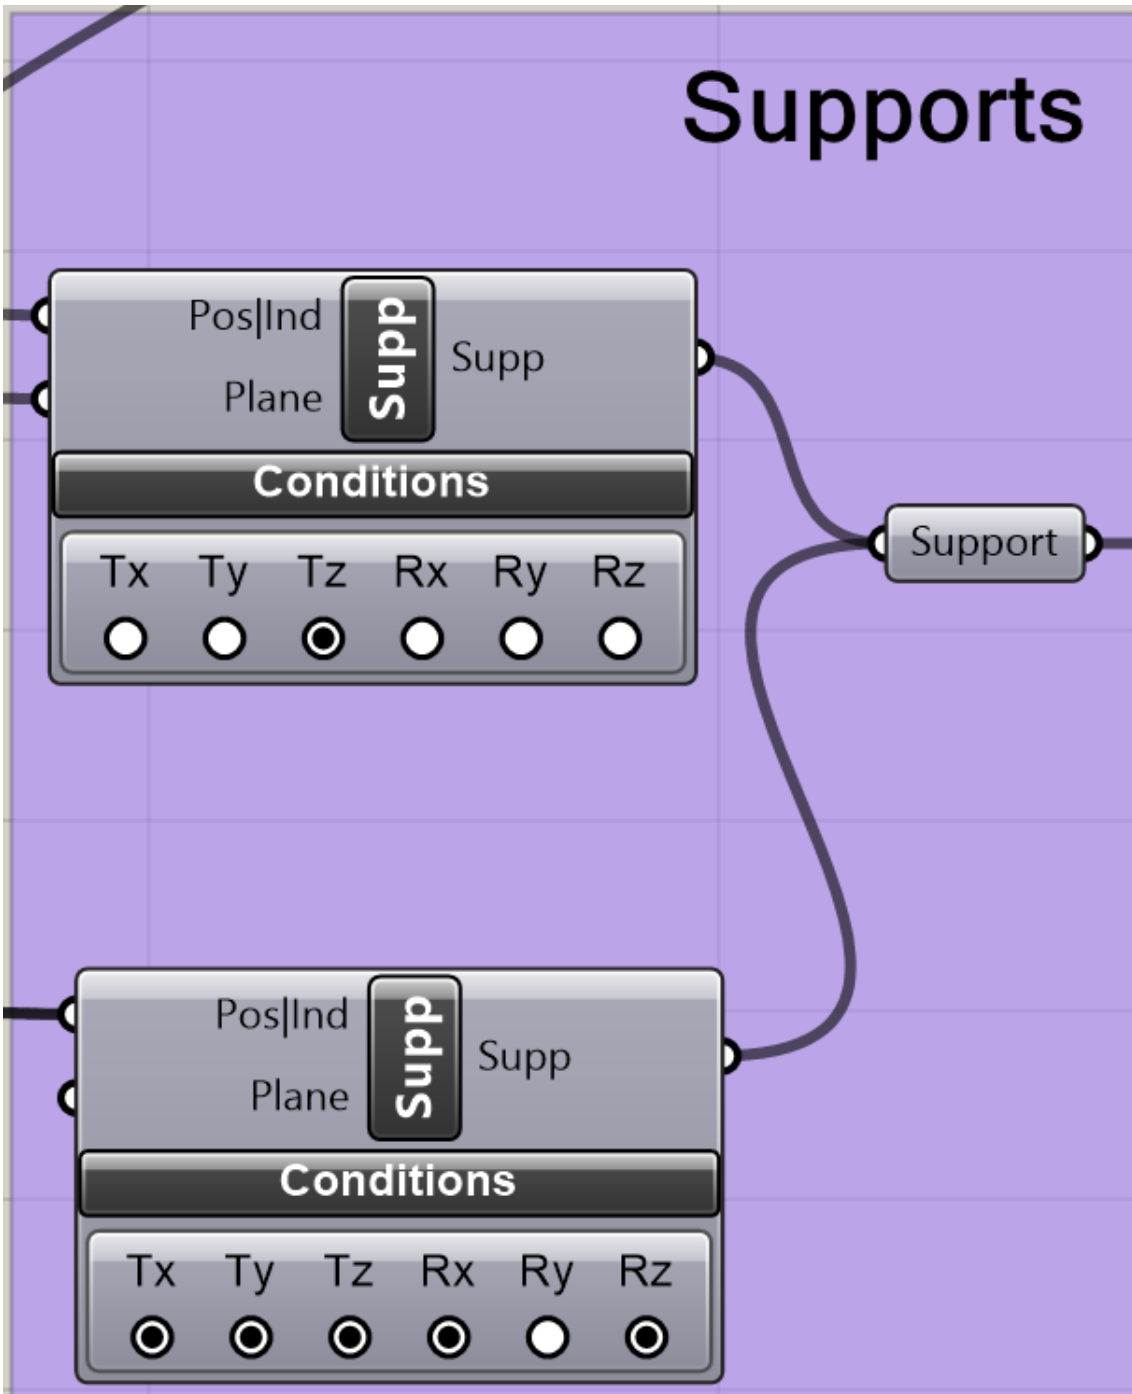 Supports
Pos|Ind
Plane
Supp
Supp
Conditions
Tx Ty Tz Rx Ry Rz
Support
Pos|Ind
Plane
Supp
Supp
Conditions
Tx Ty Tz Rx Ry Rz